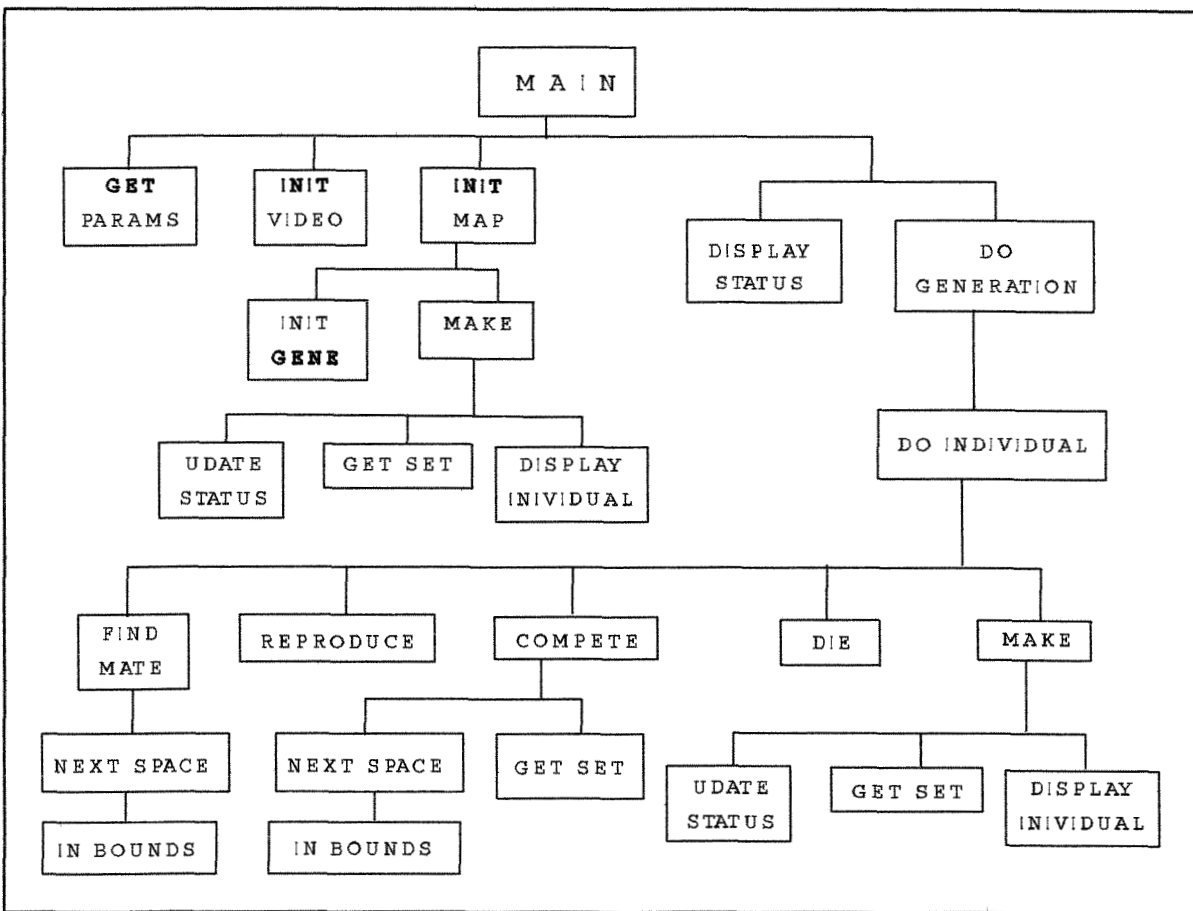 MAIN
GET
PARAMS
INIT
VIDEO
INIT
MAP
DISPLAY
STATUS
DO
GENERATION
INIT
GENE
MAKE
UDATE
STATUS
GET SET
DISPLAY
INIVIDUAL
DO INDIVIDUAL
FIND
MATE
REPRODUCE
COMPETE
DIE
MAKE
NEXT SPACE
NEXT SPACE
GET SET
UDATE
STATUS
GET SET
DISPLAY
INIVIDUAL
IN BOUNDS
IN BOUNDS